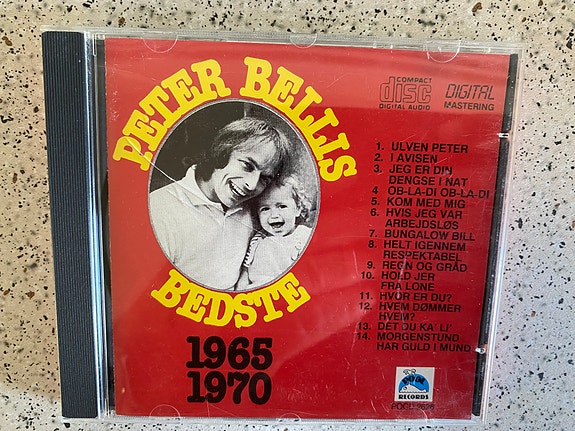 PETER BELLIS
BEDSTE
1965
1970
COMPACT
disc
DIGITAL AUDIO
DIGITAL
MASTERING
1. ULVEN PETER
2. I AVISEN
3. JEG ER DIN
DENGSE I NAT
4 OB-LA-DI OB-LA-DI
5. KOM MED MIG
6. HVIS JEG VAR
ARBEJDSLØS
7. BUNGALOW BILL
8. HELT IGENNEM
RESPEKTABEL
9. REGN OG GRÅD
10. HOLD JER
FRA LONE
11. HVOR ER DU?
12. HVEM DØMMER
HVEM?
13. DET DU KA' LI'
14. MORGENSTUND
HAR GULD I MUND
RECORDS